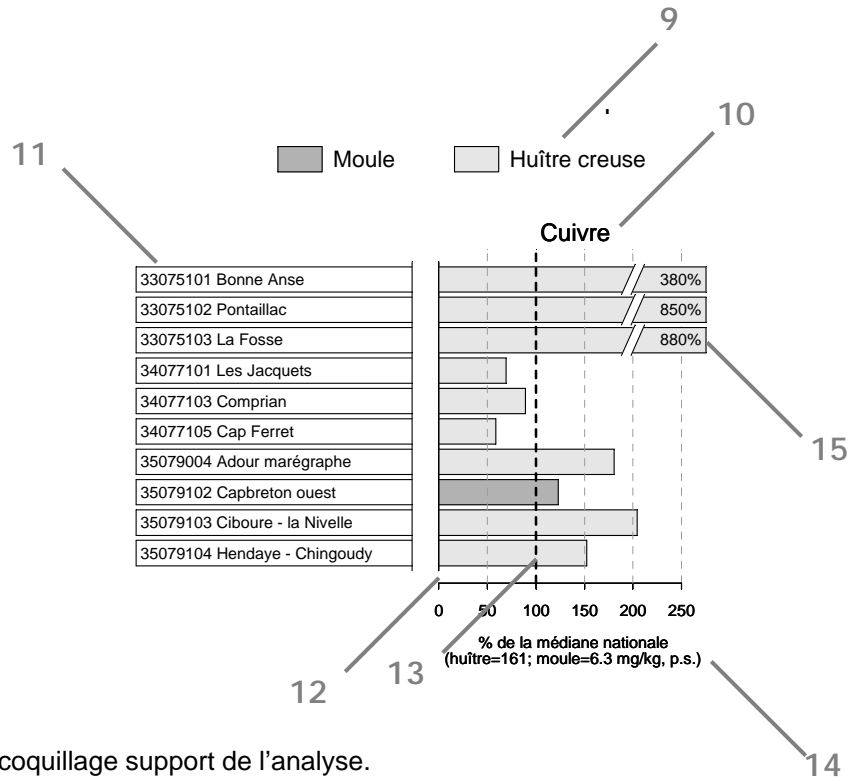 9
10
11
Moule
Huître creuse
Cuivre
33075101 Bonne Anse
380%
33075102 Pontaillac
850%
33075103 La Fosse
880%
34077101 Les Jacquets
34077103 Comprian
34077105 Cap Ferret
15
35079004 Adour marégraphe
35079102 Capbreton ouest
35079103 Ciboure - la Nivelle
35079104 Hendaye - Chingoudy
0 50 100 150 200 250
% de la médiane nationale
(huître=161; moule=6.3 mg/kg, p.s.)
13
12
14
coquillage support de l’analyse.